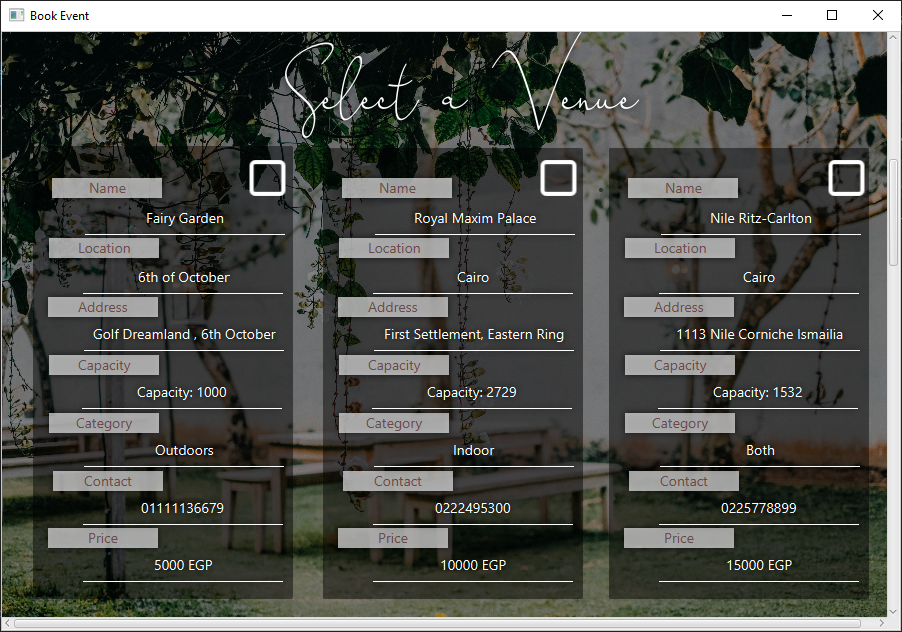 Book Event
Select a Venue
Name
Fairy Garden
Location
6th of October
Address
Golf Dreamland , 6th October
Capacity
Capacity: 1000
Category
Outdoors
Contact
01111136679
Price
5000 EGP
Name
Royal Maxim Palace
Location
Cairo
Address
First Settlement, Eastern Ring
Capacity
Capacity: 2729
Category
Indoor
Contact
0222495300
Price
10000 EGP
Name
Nile Ritz-Carlton
Location
Cairo
Address
1113 Nile Corniche Ismailia
Capacity
Capacity: 1532
Category
Both
Contact
0225778899
Price
15000 EGP